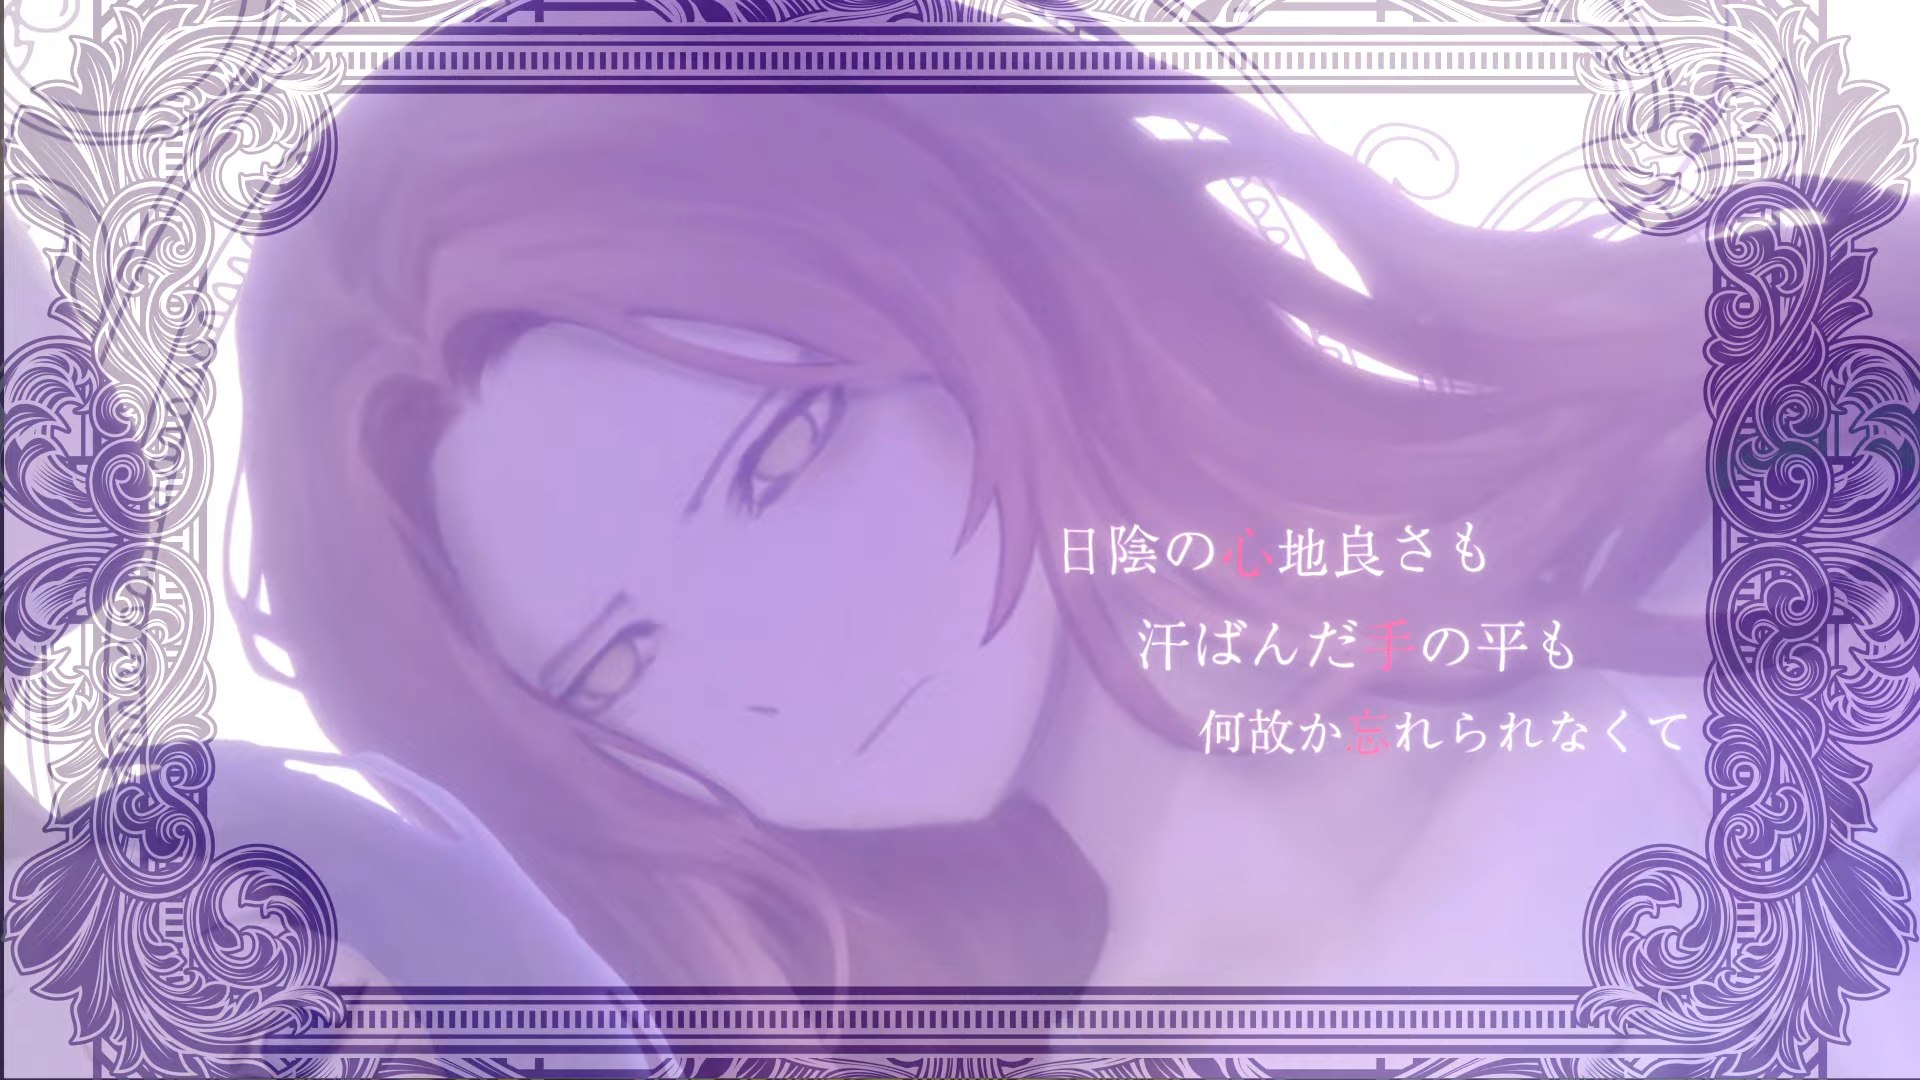 日陰の心地良さも
汗ばんだ手の平も
何故か忘れられなくて